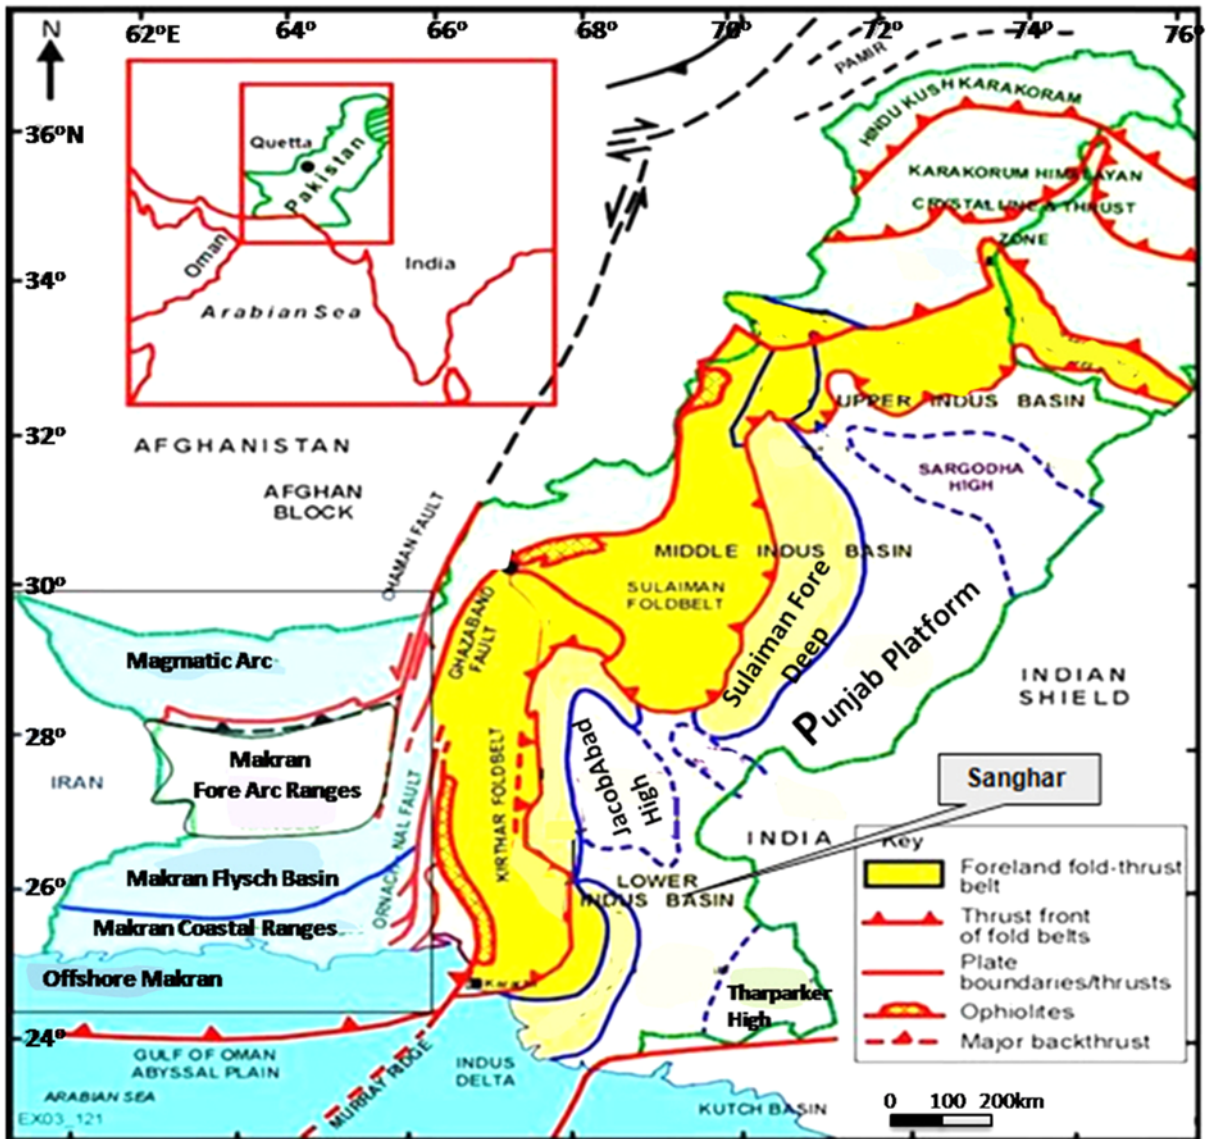 N
62ºE 64º 66º 68º 70º 72º 74º 76º
36ºN
34º
32º
30º
28º
26º
24º
Quetta
Pakistan
Oman
India
Arabian Sea
PAMIR
HINDU KUSH KARAKORAM
KARAKORUM HIMALAYAN
CRYSTALLINE THRUST
ZONE
AFGHANISTAN
AFGHAN
BLOCK
CHAMAN FAULT
UPPER INDUS BASIN
SARGODHA
HIGH
MIDDLE INDUS BASIN
SULAIMAN
FOLDBELT
Sulaiman Fore
Deep
Punjab Platform
INDIAN
SHIELD
GHAZABAND
FAULT
Magmatic Arc
Makran
Fore Arc Ranges
IRAN
KIRTHAR FOLDBELT
JacobAbad
High
Sanghar
INDIA
LOWER
INDUS BASIN
Makran Flysch Basin
ORNACH NAL FAULT
Makran Coastal Ranges
Offshore Makran
Tharparker
High
GULF OF OMAN
ABYSSAL PLAIN
ARABIAN SEA
MURRAY RIDGE
INDUS
DELTA
KUTCH BASIN
EX03_121
Key
Foreland fold-thrust
belt
Thrust front
of fold belts
Plate
boundaries/thrusts
Ophiolites
Major backthrust
0 100 200km